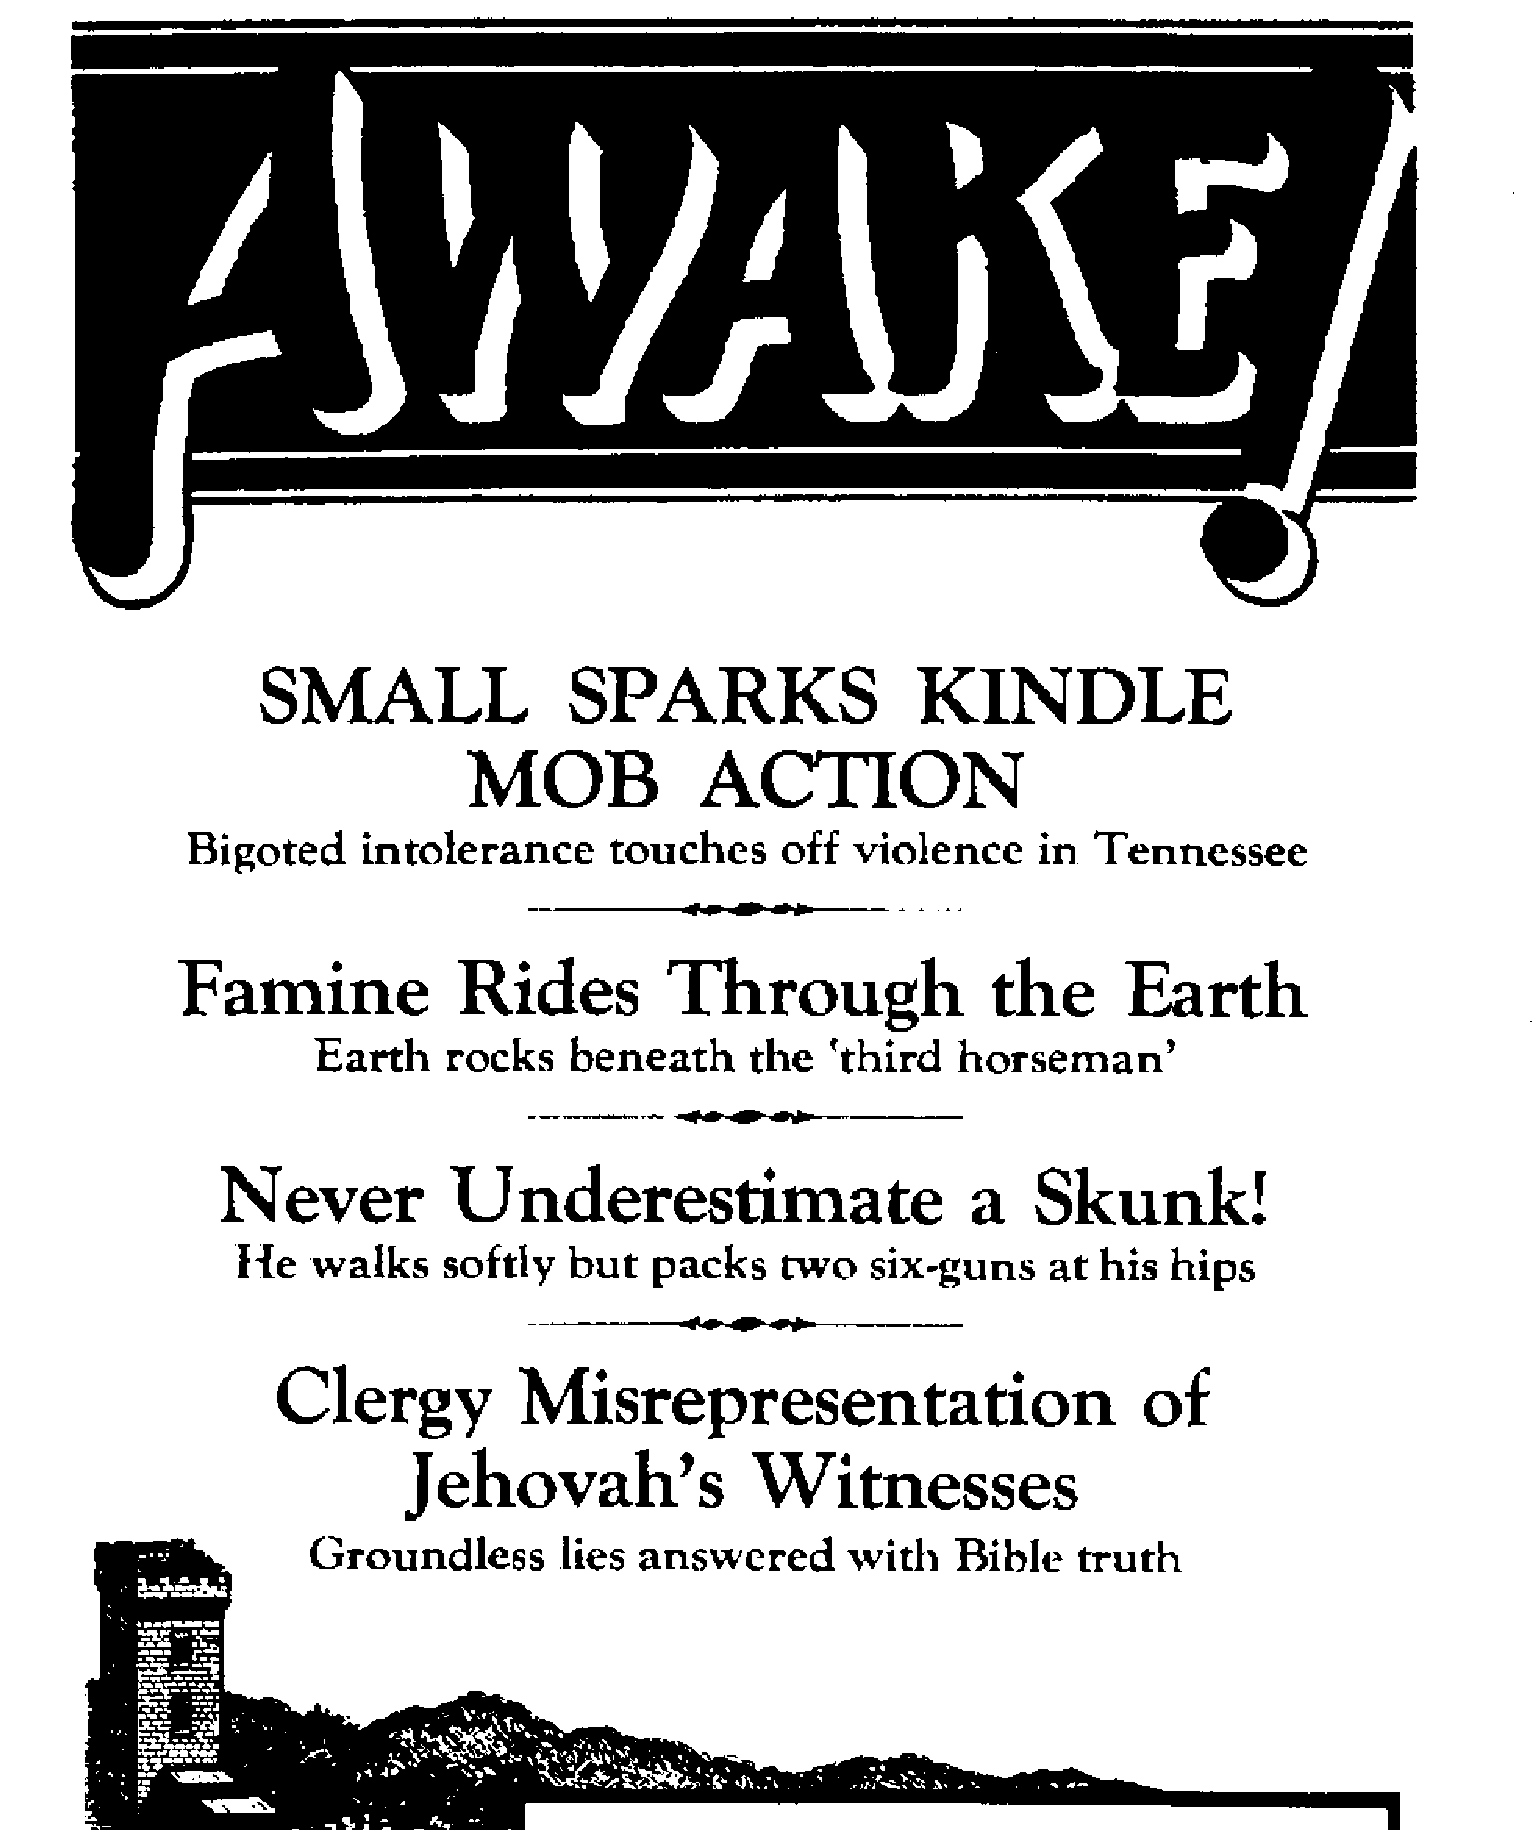 AWAKE!
SMALL SPARKS KINDLE
MOB ACTION
Bigoted intolerance touches off violence in Tennessee
Famine Rides Through the Earth
Earth rocks beneath the 'third horseman'
Never Underestimate a Skunk!
He walks softly but packs two six-guns at his hips
Clergy Misrepresentation of
Jehovah's Witnesses
Groundless lies answered with Bible truth